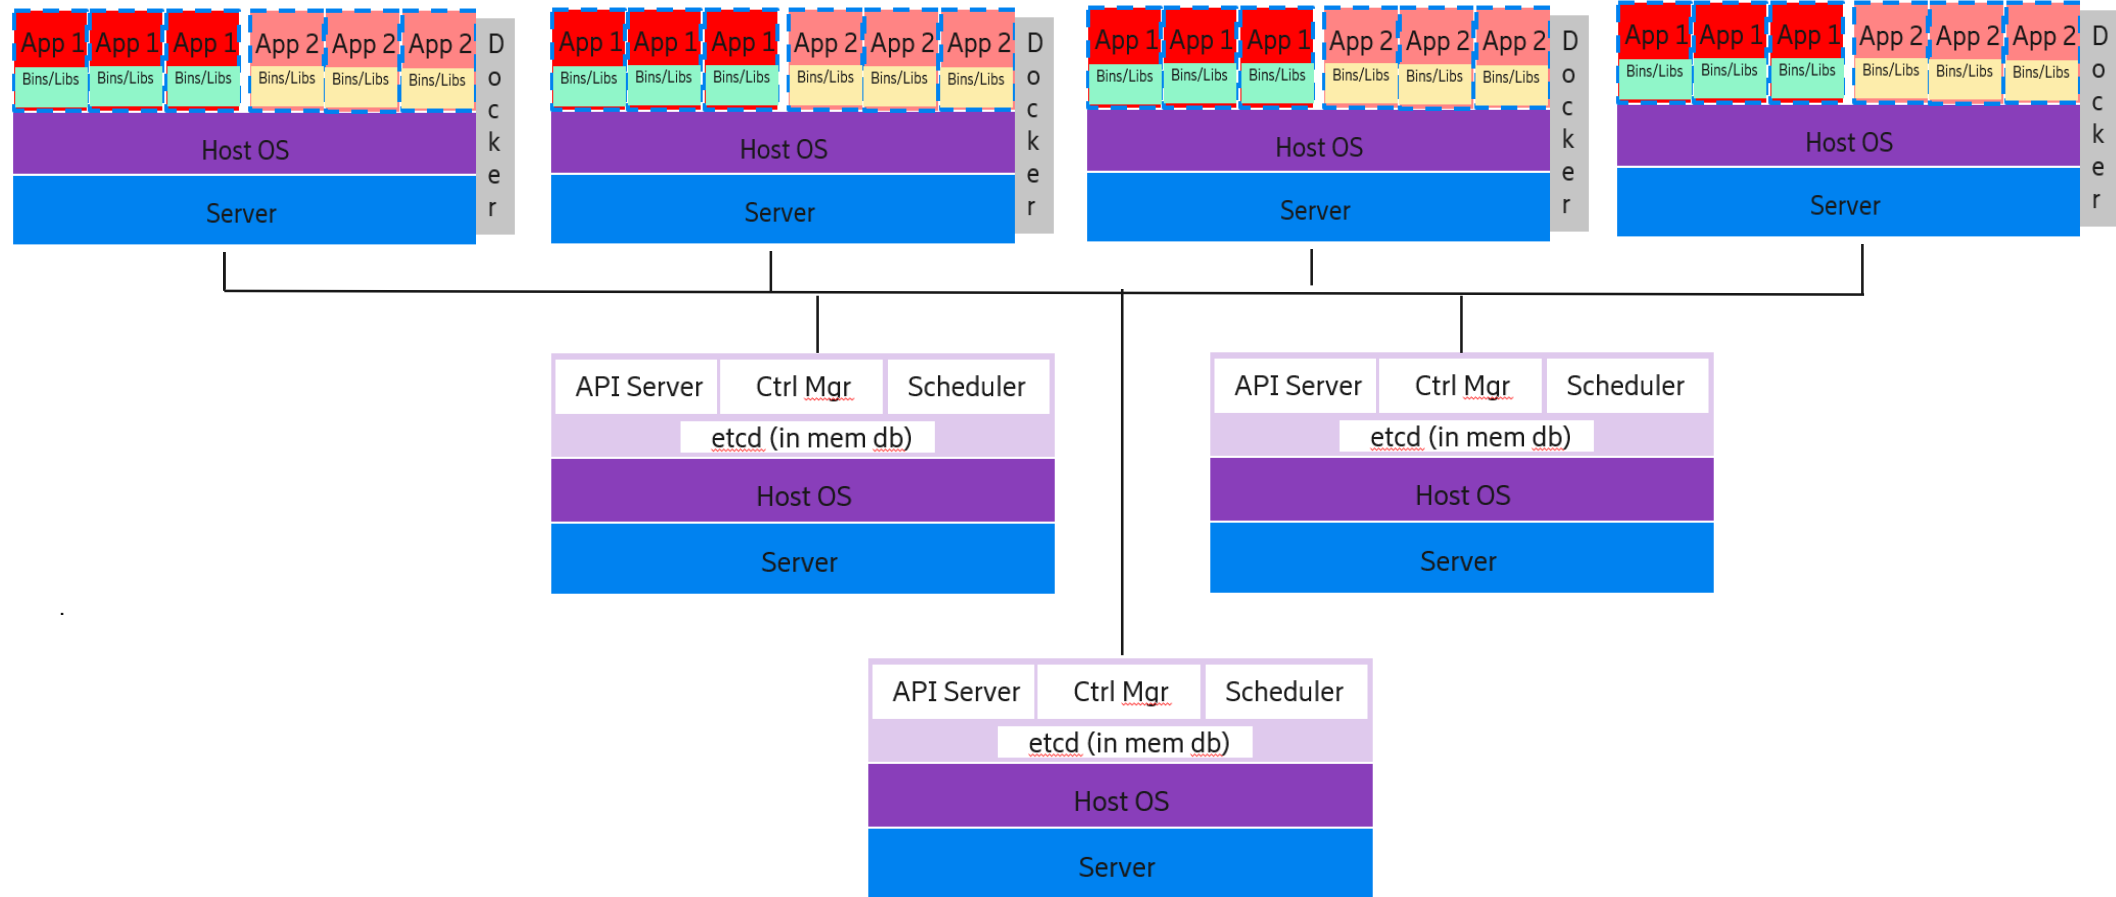 App 1 App 1 App 1 App 2 App 2 App 2
Bins/Libs Bins/Libs Bins/Libs Bins/Libs Bins/Libs Bins/Libs
Host OS
Server
Docker
App 1 App 1 App 1 App 2 App 2 App 2
Bins/Libs Bins/Libs Bins/Libs Bins/Libs Bins/Libs Bins/Libs
Host OS
Server
Docker
App 1 App 1 App 1 App 2 App 2 App 2
Bins/Libs Bins/Libs Bins/Libs Bins/Libs Bins/Libs Bins/Libs
Host OS
Server
Docker
App 1 App 1 App 1 App 2 App 2 App 2
Bins/Libs Bins/Libs Bins/Libs Bins/Libs Bins/Libs Bins/Libs
Host OS
Server
Docker
API Server Ctrl Mgr Scheduler
etcd (in mem db)
Host OS
Server
API Server Ctrl Mgr Scheduler
etcd (in mem db)
Host OS
Server
.
API Server Ctrl Mgr Scheduler
etcd (in mem db)
Host OS
Server